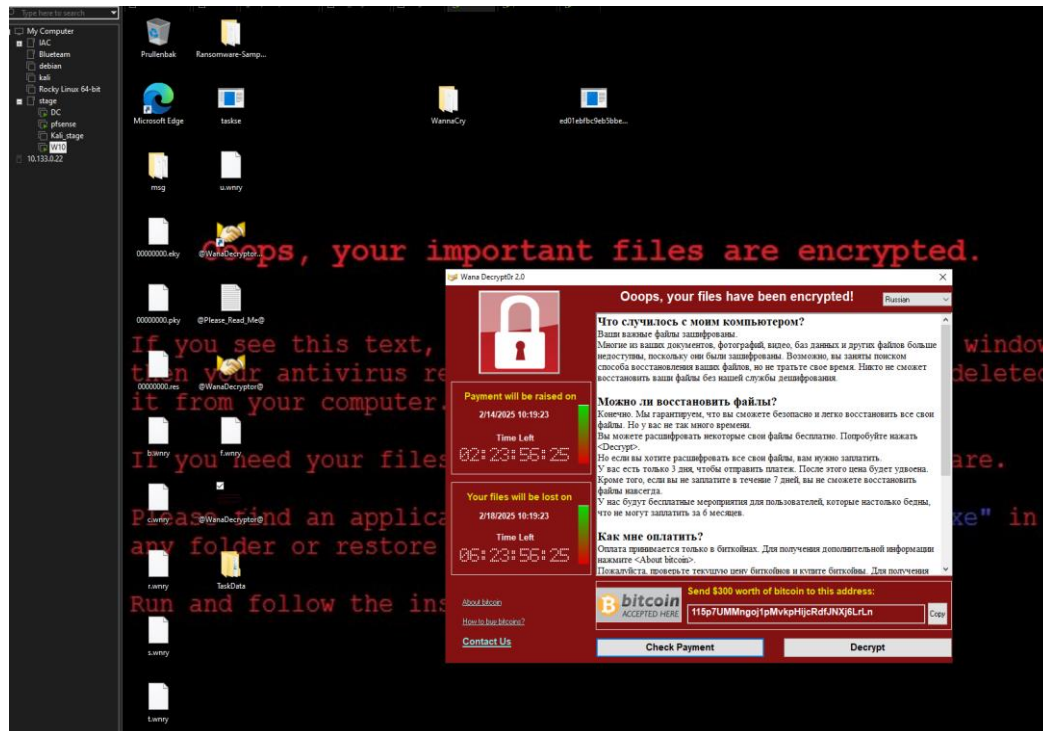 Type here to search
My Computer
IAC
Blueteam
debian
kali
Rocky Linux 64-bit
stage
DC
pfsense
Kali_stage
W10
10.133.0.22
Prullenbak
Ransomware-Samp...
Microsoft Edge
taskse
WannaCry
ed01ebfbc9eb5bbe...
msg
u.wnry
00000000.eky
@WanaDecryptor...
00000000.pky
@Please_Read_Me@
00000000.res
@WanaDecryptor@
b.wnry
f.wnry
c.wnry
@WanaDecryptor@
r.wnry
TaskData
s.wnry
t.wnry
Ooops, your important files are encrypted.
If you see this text, window
then your antivirus re deleted
it from your computer.
If you need your files are.
Please find an applica xe" in
any folder or restore
Run and follow the ins
Wana Decrypt0r 2.0
Ooops, your files have been encrypted!
Russian
Payment will be raised on
2/14/2025 10:19:23
Time Left
02:23:56:25
Your files will be lost on
2/18/2025 10:19:23
Time Left
06:23:56:25
About bitcoin
How to buy bitcoins?
Contact Us
Что случилось с моим компьютером?
Ваши важные файлы зашифрованы.
Многие из ваших документов, фотографий, видео, баз данных и других файлов больше
недоступны, поскольку они были зашифрованы. Возможно, вы заняты поиском
способа восстановления ваших файлов, но не тратьте свое время. Никто не сможет
восстановить ваши файлы без нашей службы дешифрования.
Можно ли восстановить файлы?
Конечно. Мы гарантируем, что вы сможете безопасно и легко восстановить все свои
файлы. Но у вас не так много времени.
Вы можете расшифровать некоторые свои файлы бесплатно. Попробуйте нажать
<Decrypt>.
Но если вы хотите расшифровать все свои файлы, вам нужно заплатить.
У вас есть только 3 дня, чтобы отправить платеж. После этого цена будет удвоена.
Кроме того, если вы не заплатите в течение 7 дней, вы не сможете восстановить
файлы навсегда.
У нас будут бесплатные мероприятия для пользователей, которые настолько бедны,
что не могут заплатить за 6 месяцев.
Как мне оплатить?
Оплата принимается только в биткойнах. Для получения дополнительной информации
нажмите <About bitcoin>.
Пожалуйста, проверьте текущую цену биткойнов и купите биткойны. Для получения
bitcoin
ACCEPTED HERE
Send $300 worth of bitcoin to this address:
115p7UMMngoj1pMvkpHijcRdfJNXj6LrLn
Copy
Check Payment
Decrypt